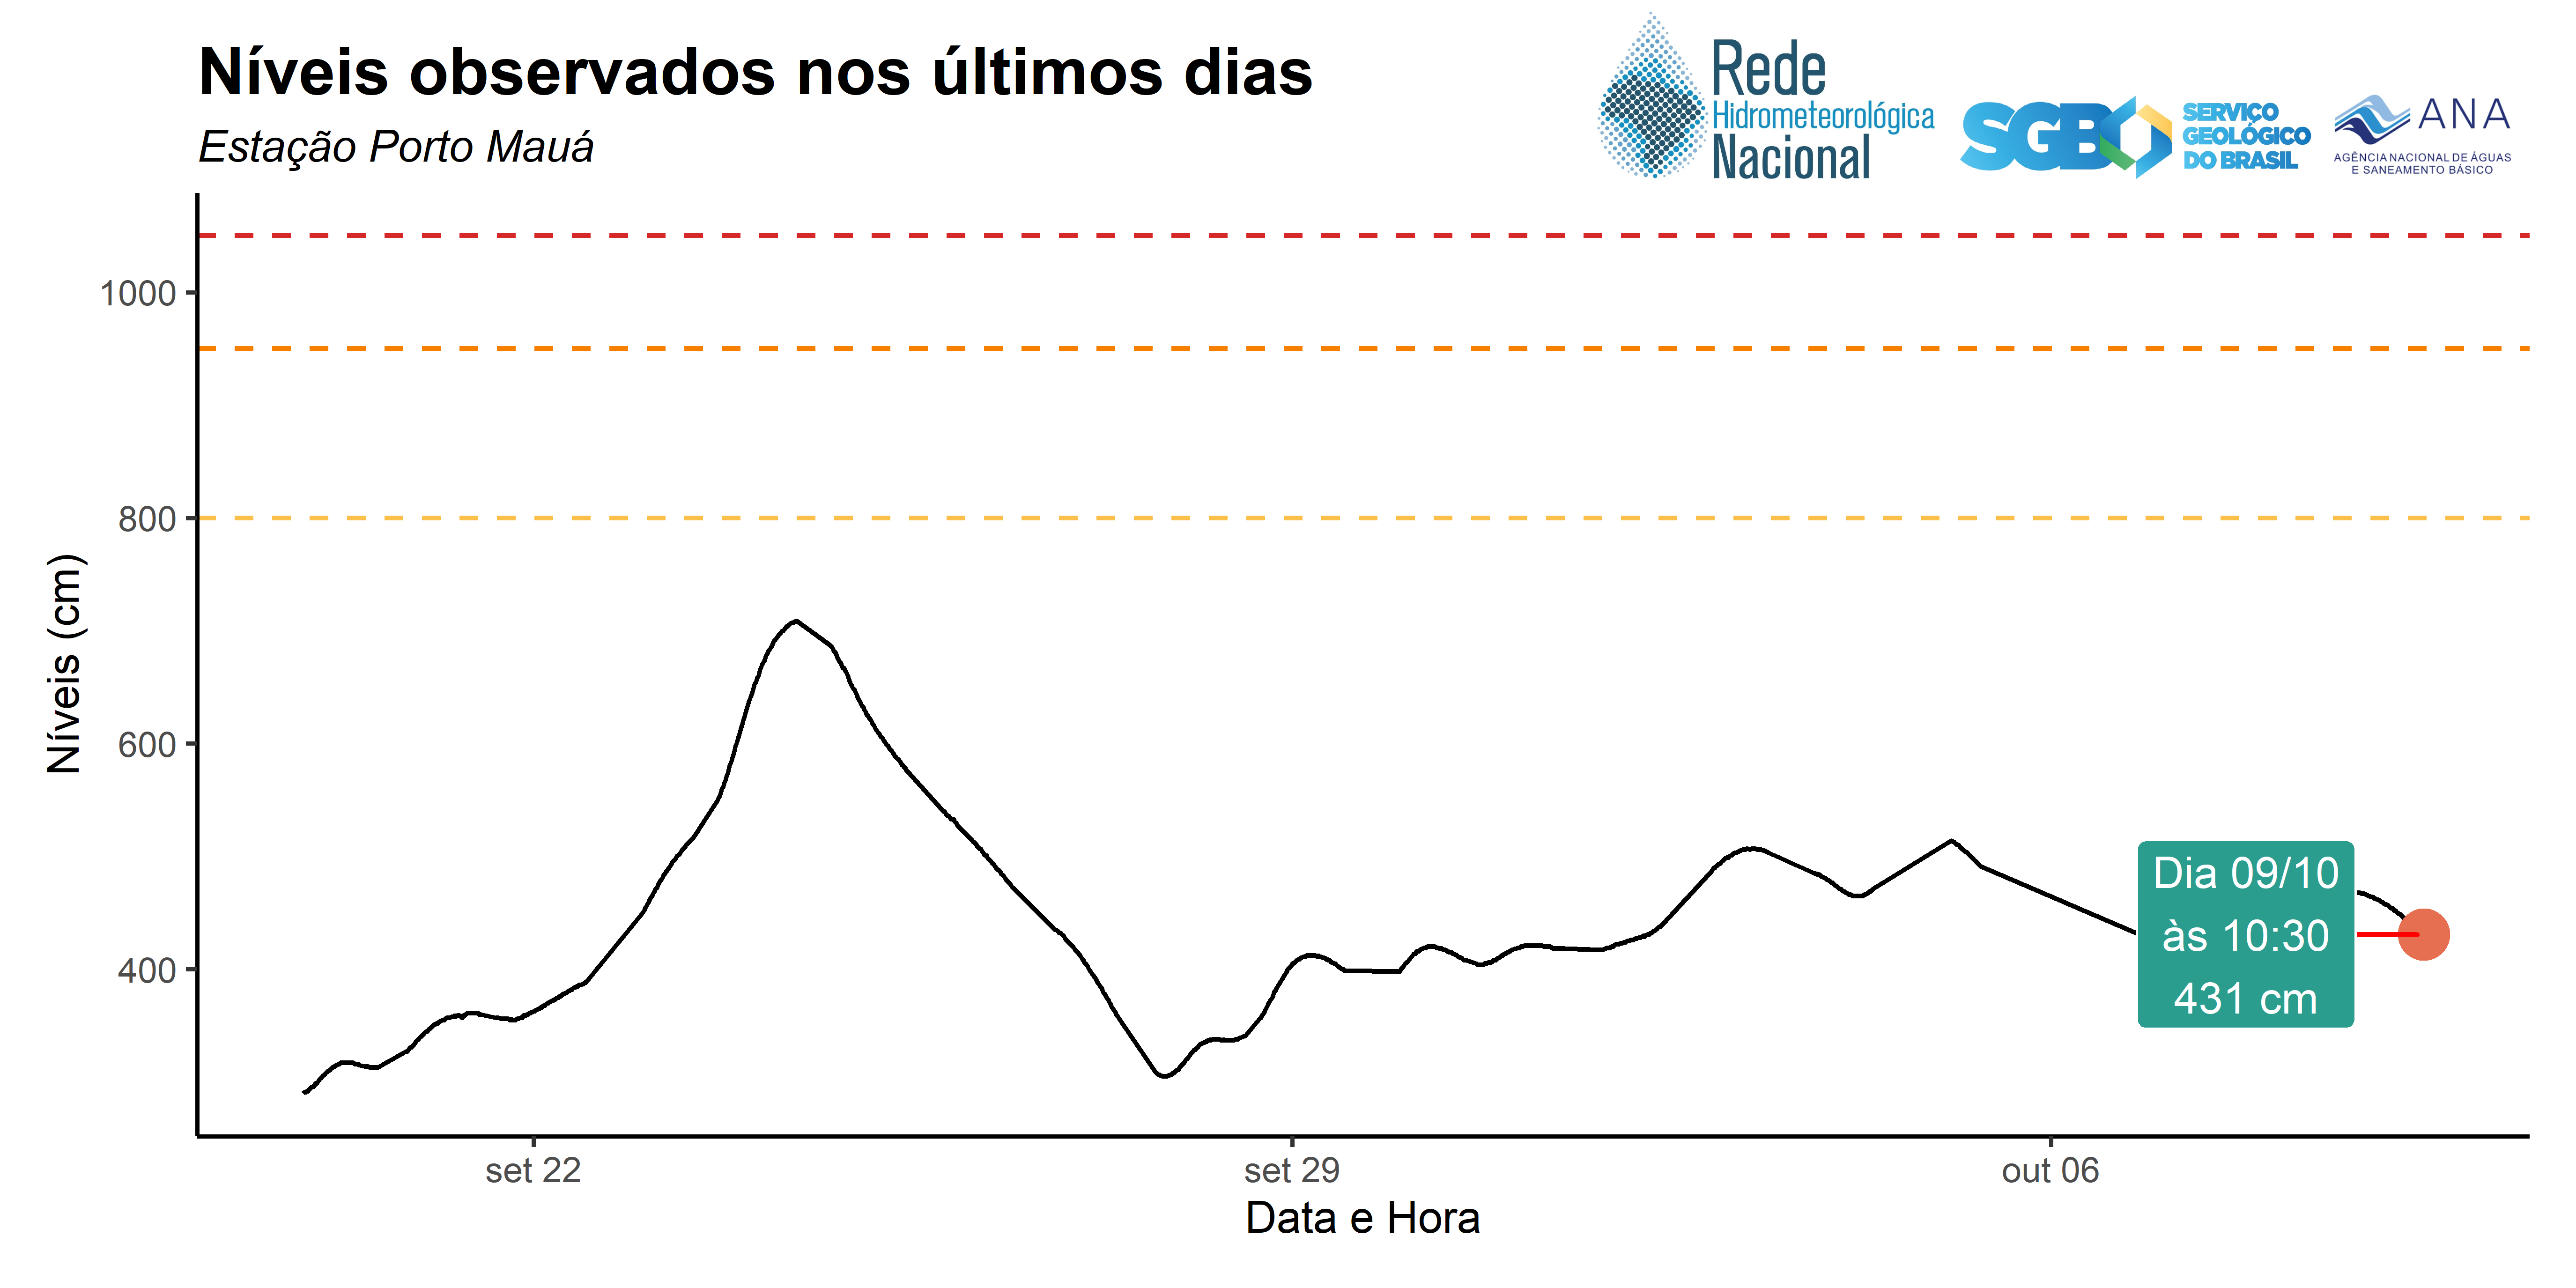 Níveis observados nos últimos dias
Estação Porto Mauá
Rede
Hidrometeorológica
Nacional
SGB
SERVIÇO
GEOLÓGICO
DO BRASIL
ANA
AGÊNCIA NACIONAL DE ÁGUAS
E SANEAMENTO BÁSICO
Níveis (cm)
1000
800
600
400
Dia 09/10
às 10:30
431 cm
set 22
set 29
out 06
Data e Hora